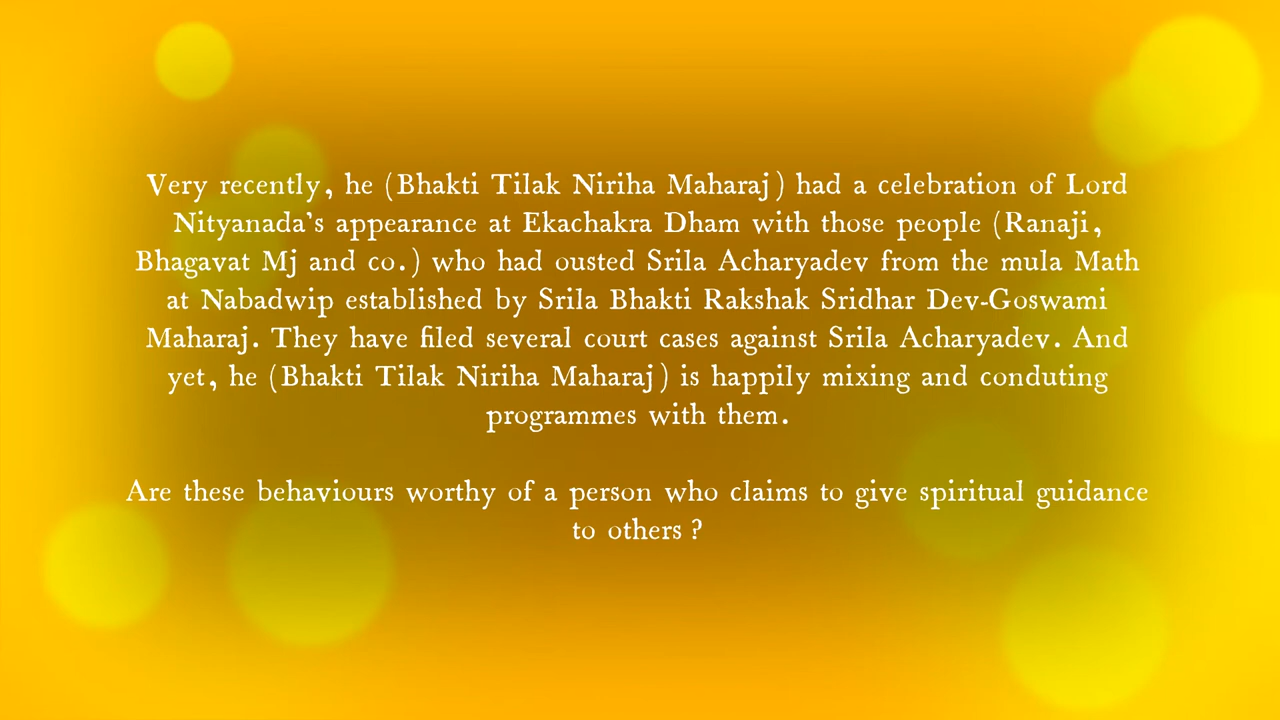 Very recently, he (Bhakti Tilak Niriha Maharaj) had a celebration of Lord
Nityanada's appearance at Ekachakra Dham with those people (Ranaji,
Bhagavat Mj and co.) who had ousted Srila Acharyadev from the mula Math
at Nabadwip established by Srila Bhakti Rakshak Sridhar Dev-Goswami
Maharaj. They have filed several court cases against Srila Acharyadev. And
yet, he (Bhakti Tilak Niriha Maharaj) is happily mixing and conduting
programmes with them.
Are these behaviours worthy of a person who claims to give spiritual guidance
to others ?